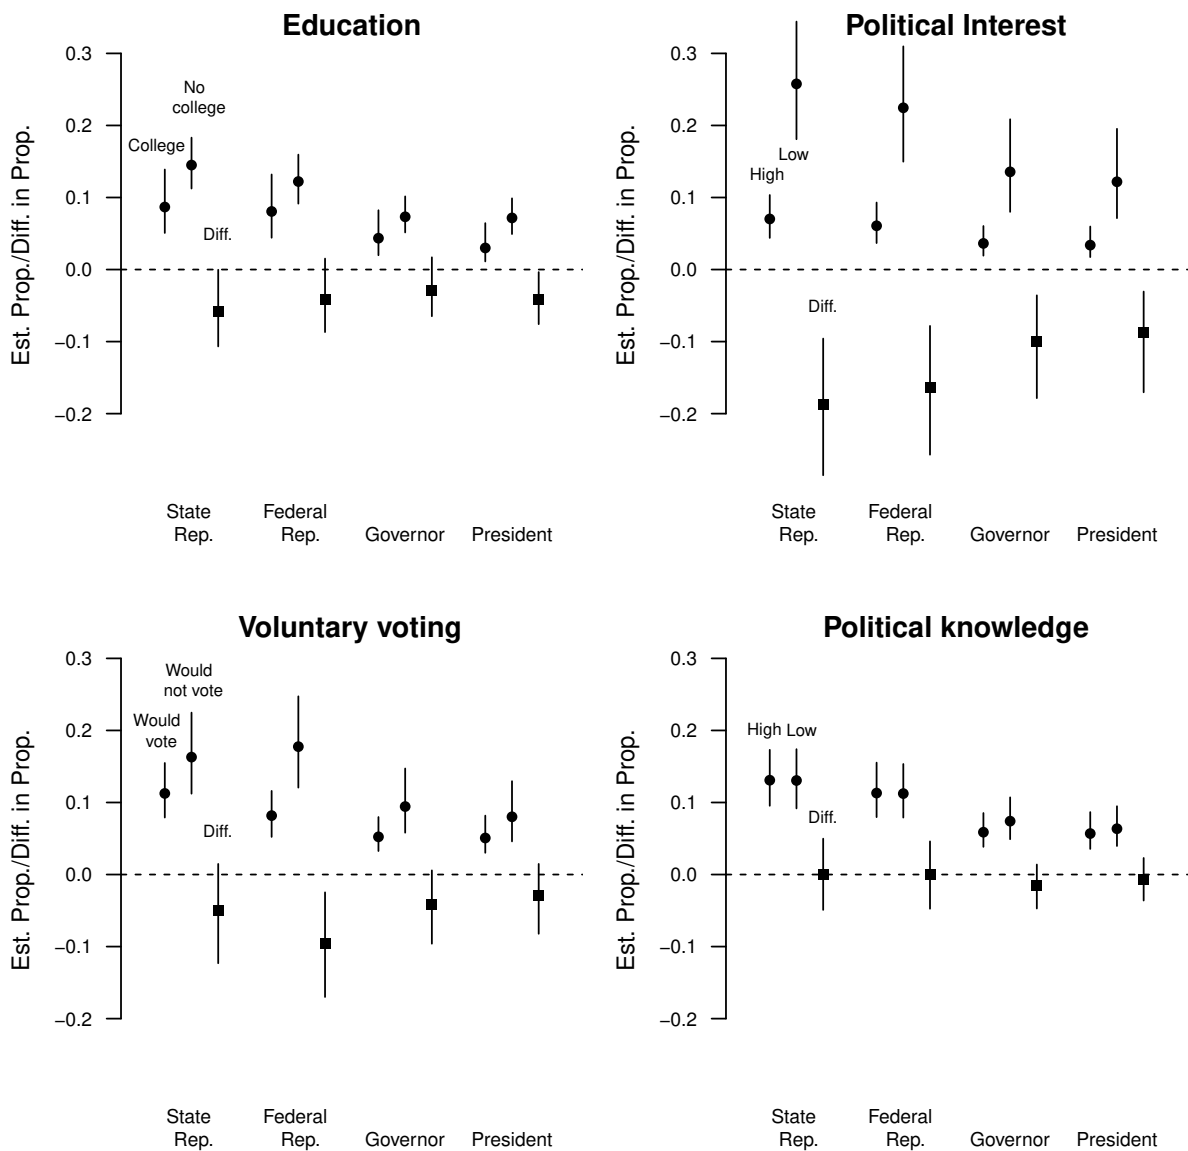 Education
Est. Prop./Diff. in Prop.
0.3
0.2
0.1
0.0
−0.1
−0.2
No
college
College
Diff.
State
Rep.
Federal
Rep.
Governor
President
Political Interest
Est. Prop./Diff. in Prop.
0.3
0.2
0.1
0.0
−0.1
−0.2
Low
High
Diff.
State
Rep.
Federal
Rep.
Governor
President
Voluntary voting
Est. Prop./Diff. in Prop.
0.3
0.2
0.1
0.0
−0.1
−0.2
Would
not vote
Would
vote
Diff.
State
Rep.
Federal
Rep.
Governor
President
Political knowledge
Est. Prop./Diff. in Prop.
0.3
0.2
0.1
0.0
−0.1
−0.2
High Low
Diff.
State
Rep.
Federal
Rep.
Governor
President